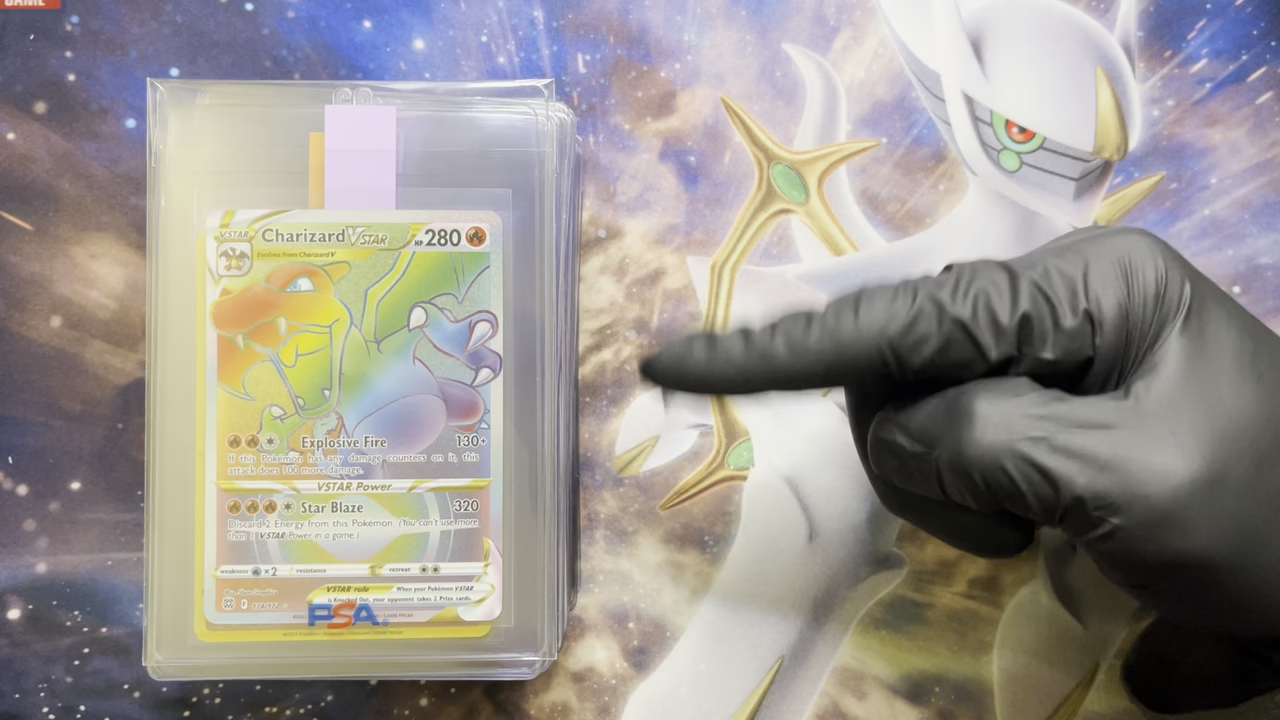 GAME
VSTAR Charizard VSTAR HP 280
Evolves from Charizard V
Explosive Fire 130+
If this Pokémon has any damage counters on it, this
attack does 100 more damage.
VSTAR Power
Star Blaze 320
Discard 2 Energy from this Pokémon. (You can't use more
than 1 VSTAR Power in a game.)
weakness ×2 resistance retreat
VSTAR rule When your Pokémon VSTAR
is Knocked Out, your opponent takes 2 Prize cards.
174/172
PSA